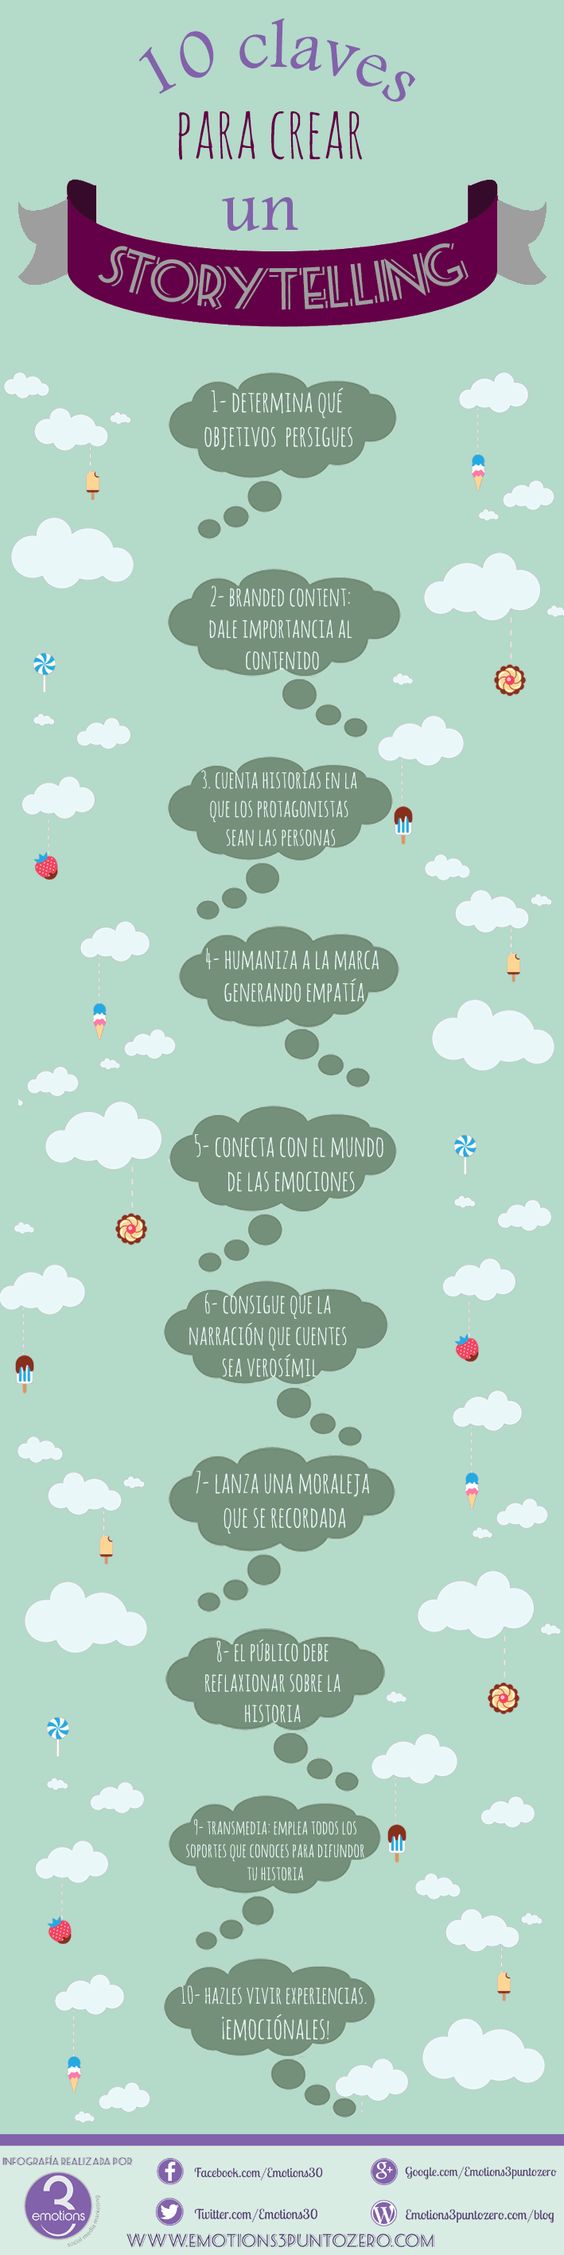 10 claves
PARA CREAR
un
STORYTELLING
1- DETERMINA QUÉ
OBJETIVOS PERSIGUES
2- BRANDED CONTENT:
DALE IMPORTANCIA AL
CONTENIDO
3. CUENTA HISTORIAS EN LA
QUE LOS PROTAGONISTAS
SEAN LAS PERSONAS
4- HUMANIZA A LA MARCA
GENERANDO EMPATÍA
5- CONECTA CON EL MUNDO
DE LAS EMOCIONES
6- CONSIGUE QUE LA
NARRACIÓN QUE CUENTES
SEA VEROSÍMIL
7- LANZA UNA MORALEJA
QUE SE RECORDADA
8- EL PÚBLICO DEBE
REFLAXIONAR SOBRE LA
HISTORIA
9- TRANSMEDIA: EMPLEA TODOS LOS
SOPORTES QUE CONOCES PARA DIFUNDOR
TU HISTORIA
10- HAZLES VIVIR EXPERIENCIAS.
¡EMOCIÓNALES!
INFOGRAFÍA REALIZADA POR
3
emotions
social media marketing
Facebook.com/Emotions30
Google.com/Emotions3puntozero
Twitter.com/Emotions30
Emotions3puntozero.com/blog
WWW.EMOTIONS3PUNTOZERO.COM